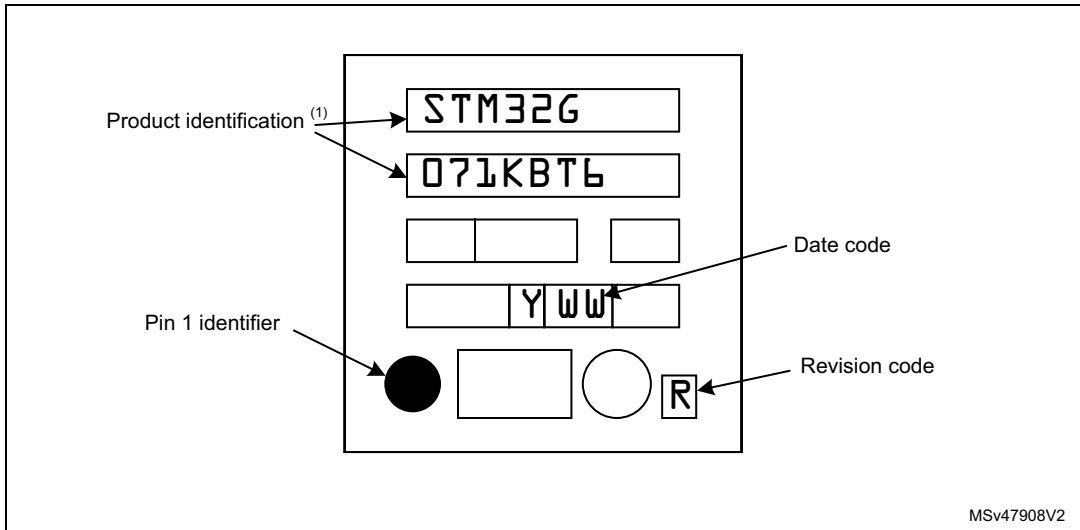 STM32G
Product identification (1)
071KBT6
Date code
Y WW
Pin 1 identifier
Revision code
R
MSv47908V2